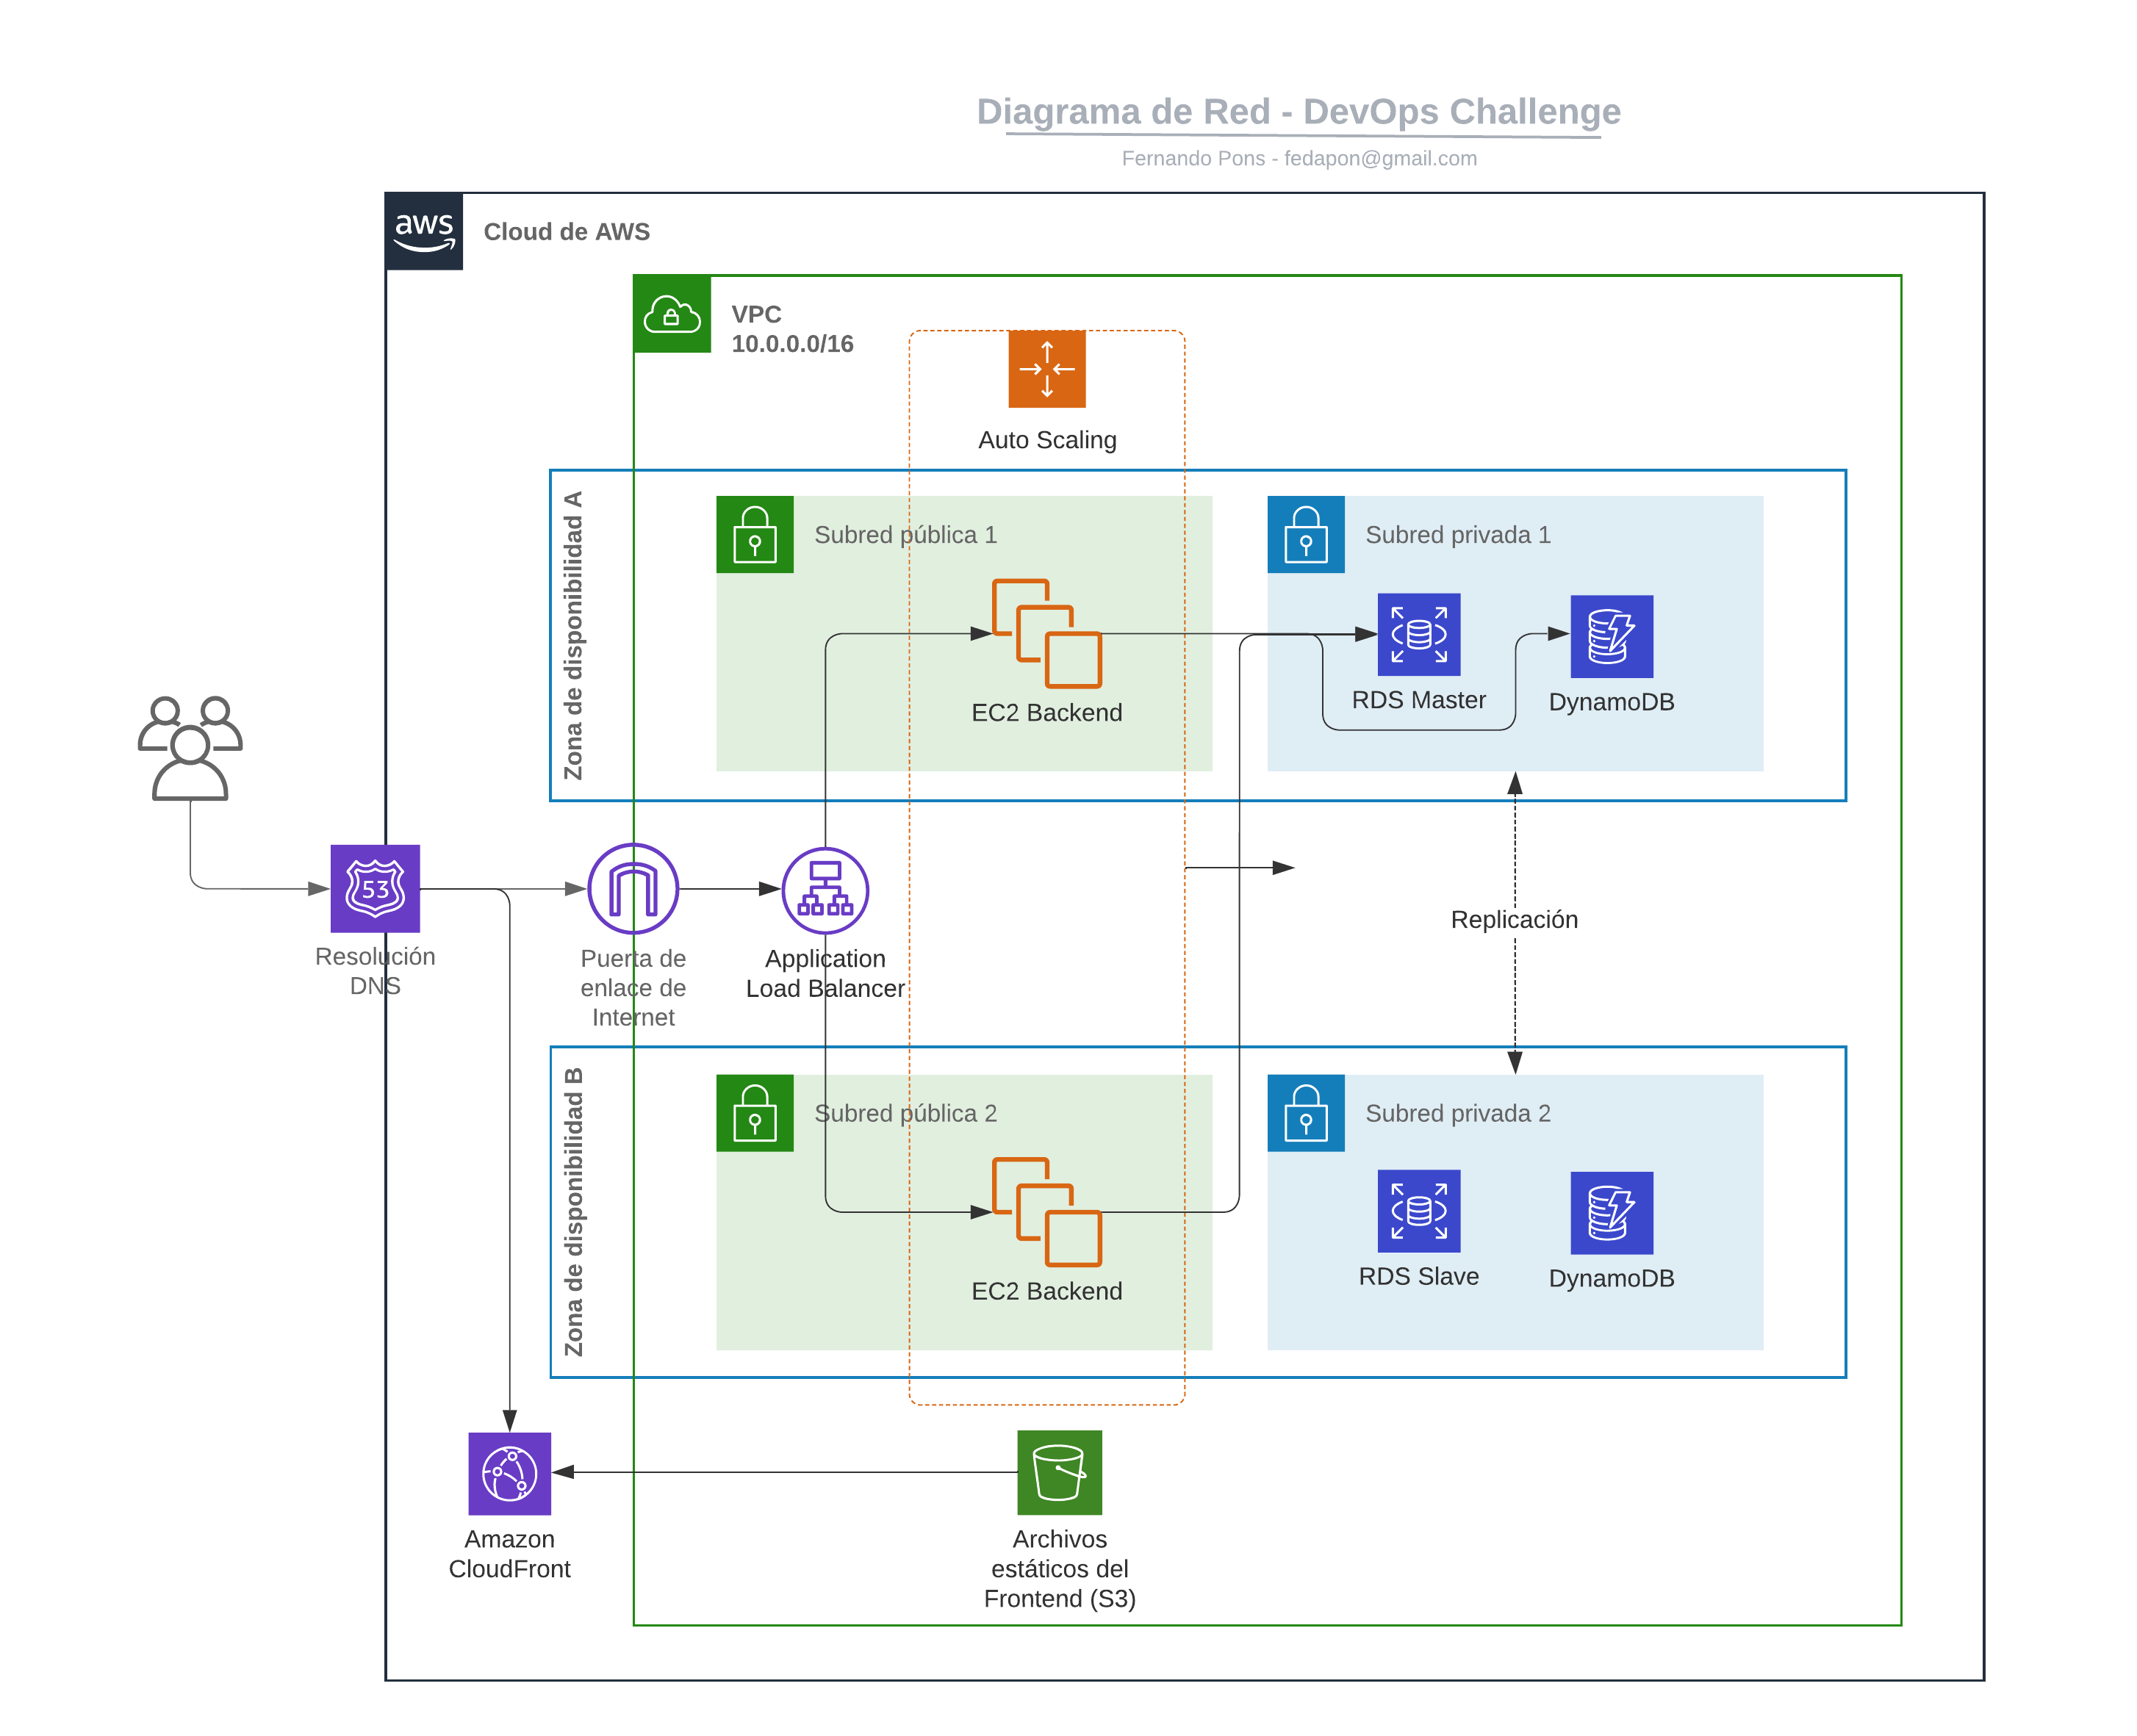 Diagrama de Red - DevOps Challenge
Fernando Pons - fedapon@gmail.com
aws
Cloud de AWS
VPC
10.0.0.0/16
Auto Scaling
Zona de disponibilidad A
Subred pública 1
Subred privada 1
EC2 Backend
RDS Master
DynamoDB
53
Resolución
DNS
Puerta de
enlace de
Internet
Application
Load Balancer
Replicación
Zona de disponibilidad B
Subred pública 2
Subred privada 2
EC2 Backend
RDS Slave
DynamoDB
Amazon
CloudFront
Archivos
estáticos del
Frontend (S3)